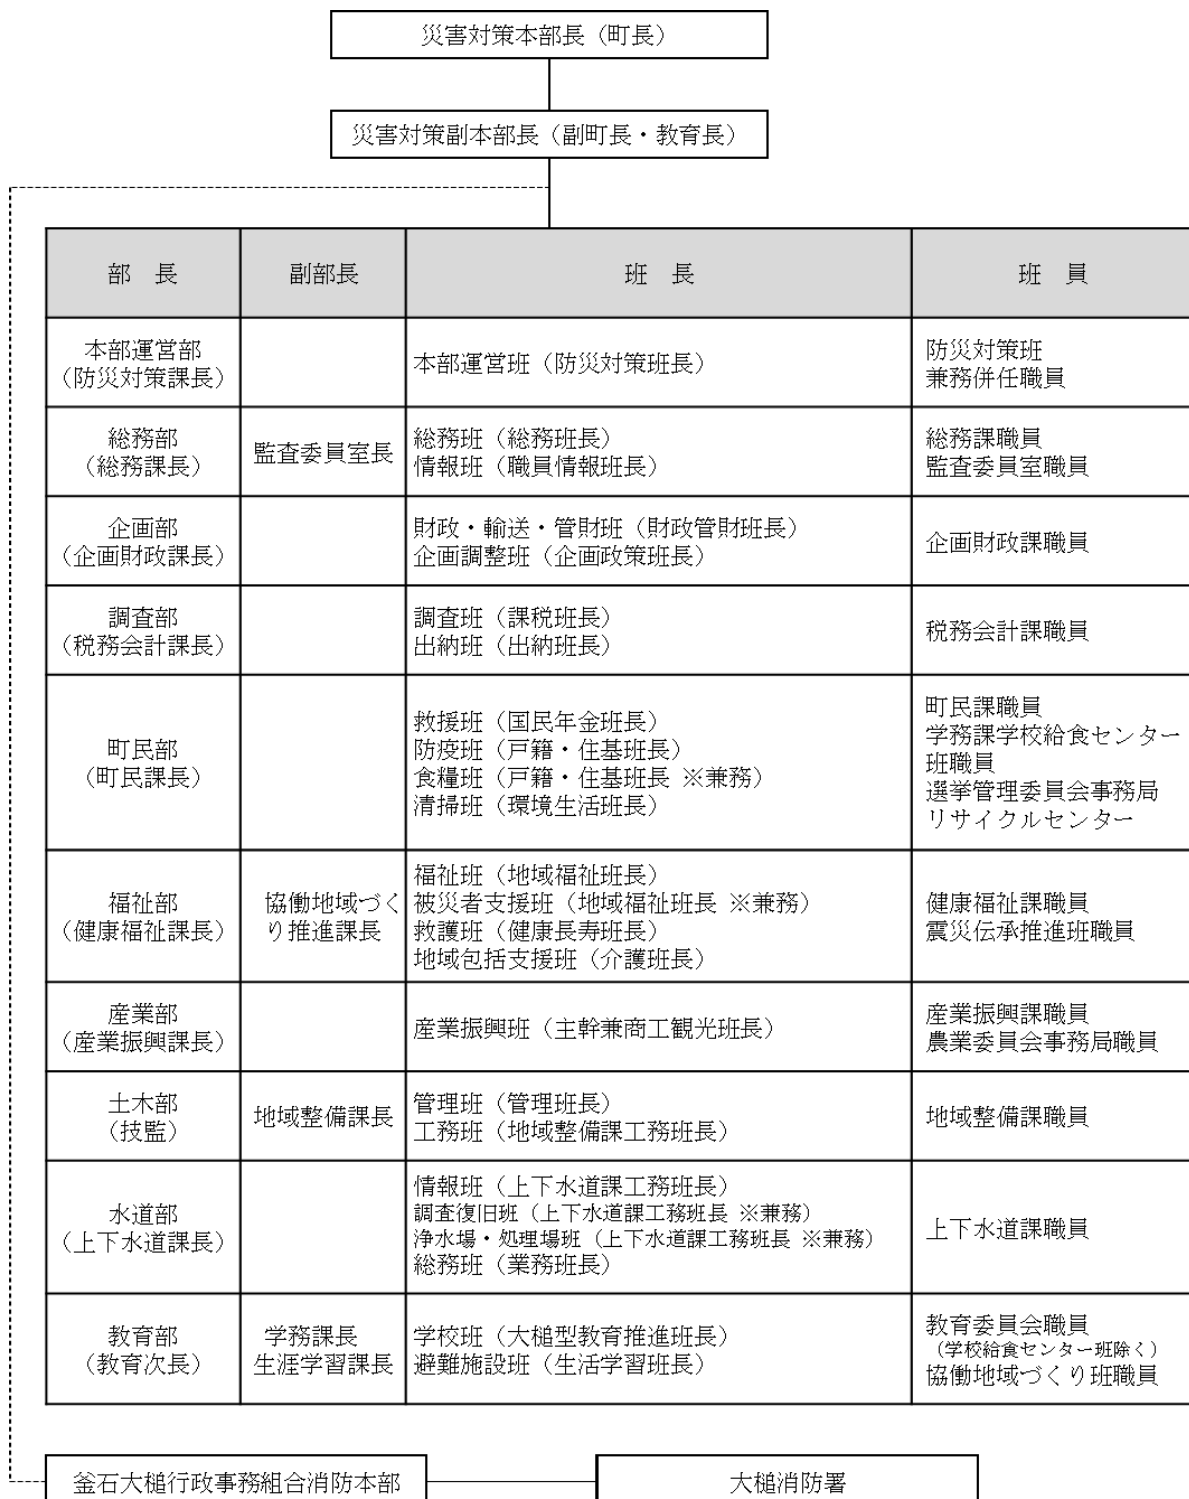 災害対策本部長（町長）
災害対策副本部長（副町長・教育長）
部　長
副部長
班　長
班　員
本部運営部
（防災対策課長）
本部運営班（防災対策班長）
防災対策班
兼務併任職員
総務部
（総務課長）
監査委員室長
総務班（総務班長）
情報班（職員情報班長）
総務課職員
監査委員室職員
企画部
（企画財政課長）
財政・輸送・管財班（財政管財班長）
企画調整班（企画政策班長）
企画財政課職員
調査部
（税務会計課長）
調査班（課税班長）
出納班（出納班長）
税務会計課職員
町民部
（町民課長）
救援班（国民年金班長）
防疫班（戸籍・住基班長）
食糧班（戸籍・住基班長 ※兼務）
清掃班（環境生活班長）
町民課職員
学務課学校給食センター
班職員
選挙管理委員会事務局
リサイクルセンター
福祉部
（健康福祉課長）
協働地域づく
り推進課長
福祉班（地域福祉班長）
被災者支援班（地域福祉班長 ※兼務）
救護班（健康長寿班長）
地域包括支援班（介護班長）
健康福祉課職員
震災伝承推進班職員
産業部
（産業振興課長）
産業振興班（主幹兼商工観光班長）
産業振興課職員
農業委員会事務局職員
土木部
（技監）
地域整備課長
管理班（管理班長）
工務班（地域整備課工務班長）
地域整備課職員
水道部
（上下水道課長）
情報班（上下水道課工務班長）
調査復旧班（上下水道課工務班長 ※兼務）
浄水場・処理場班（上下水道課工務班長 ※兼務）
総務班（業務班長）
上下水道課職員
教育部
（教育次長）
学務課長
生涯学習課長
学校班（大槌型教育推進班長）
避難施設班（生活学習班長）
教育委員会職員
（学校給食センター班除く）
協働地域づくり班職員
釜石大槌行政事務組合消防本部
大槌消防署